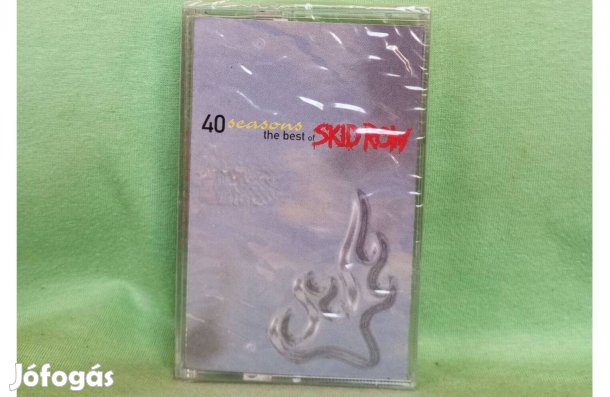 40 seasons
the best of SKID ROW
Jófogás